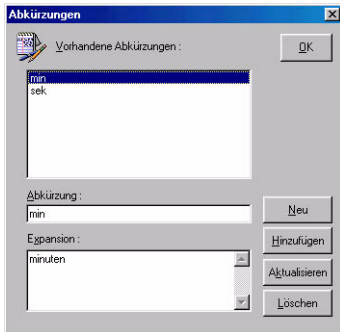 Abkürzungen
Vorhandene Abkürzungen :
OK
min
sek
Abkürzung :
min
Neu
Expansion :
Hinzufügen
minuten
Aktualisieren
Löschen